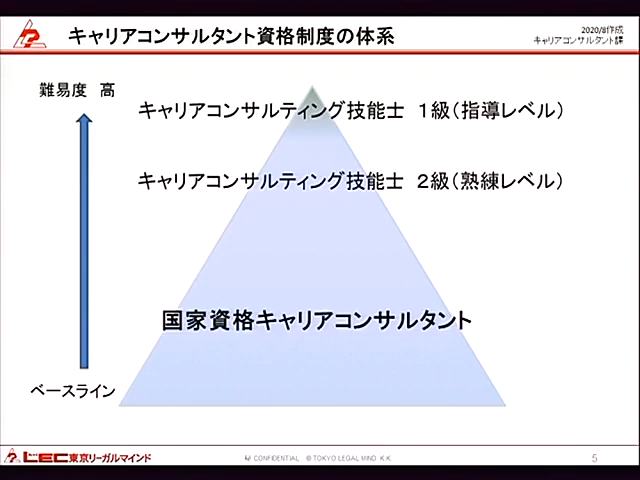 キャリアコンサルタント資格制度の体系
2020/8作成
キャリアコンサルタント課
難易度 高
キャリアコンサルティング技能士 1級(指導レベル)
キャリアコンサルティング技能士 2級(熟練レベル)
国家資格キャリアコンサルタント
ベースライン
LEC東京リーガルマインド
CONFIDENTIAL © TOKYO LEGAL MIND K.K.
5